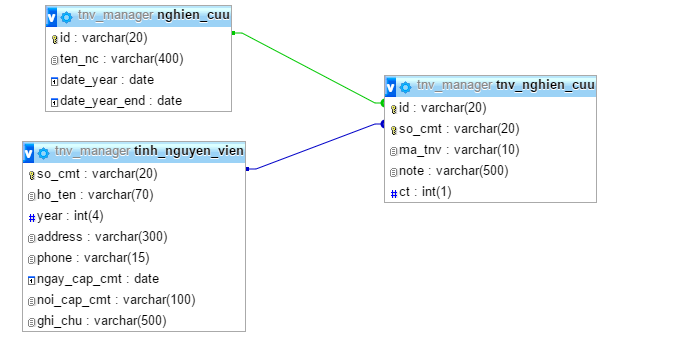 v tnv_manager nghien_cuu
id : varchar(20)
ten_nc : varchar(400)
date_year : date
date_year_end : date
v tnv_manager tnv_nghien_cuu
id : varchar(20)
so_cmt : varchar(20)
ma_tnv : varchar(10)
note : varchar(500)
# ct : int(1)
v tnv_manager tinh_nguyen_vien
so_cmt : varchar(20)
ho_ten : varchar(70)
# year : int(4)
address : varchar(300)
phone : varchar(15)
ngay_cap_cmt : date
noi_cap_cmt : varchar(100)
ghi_chu : varchar(500)